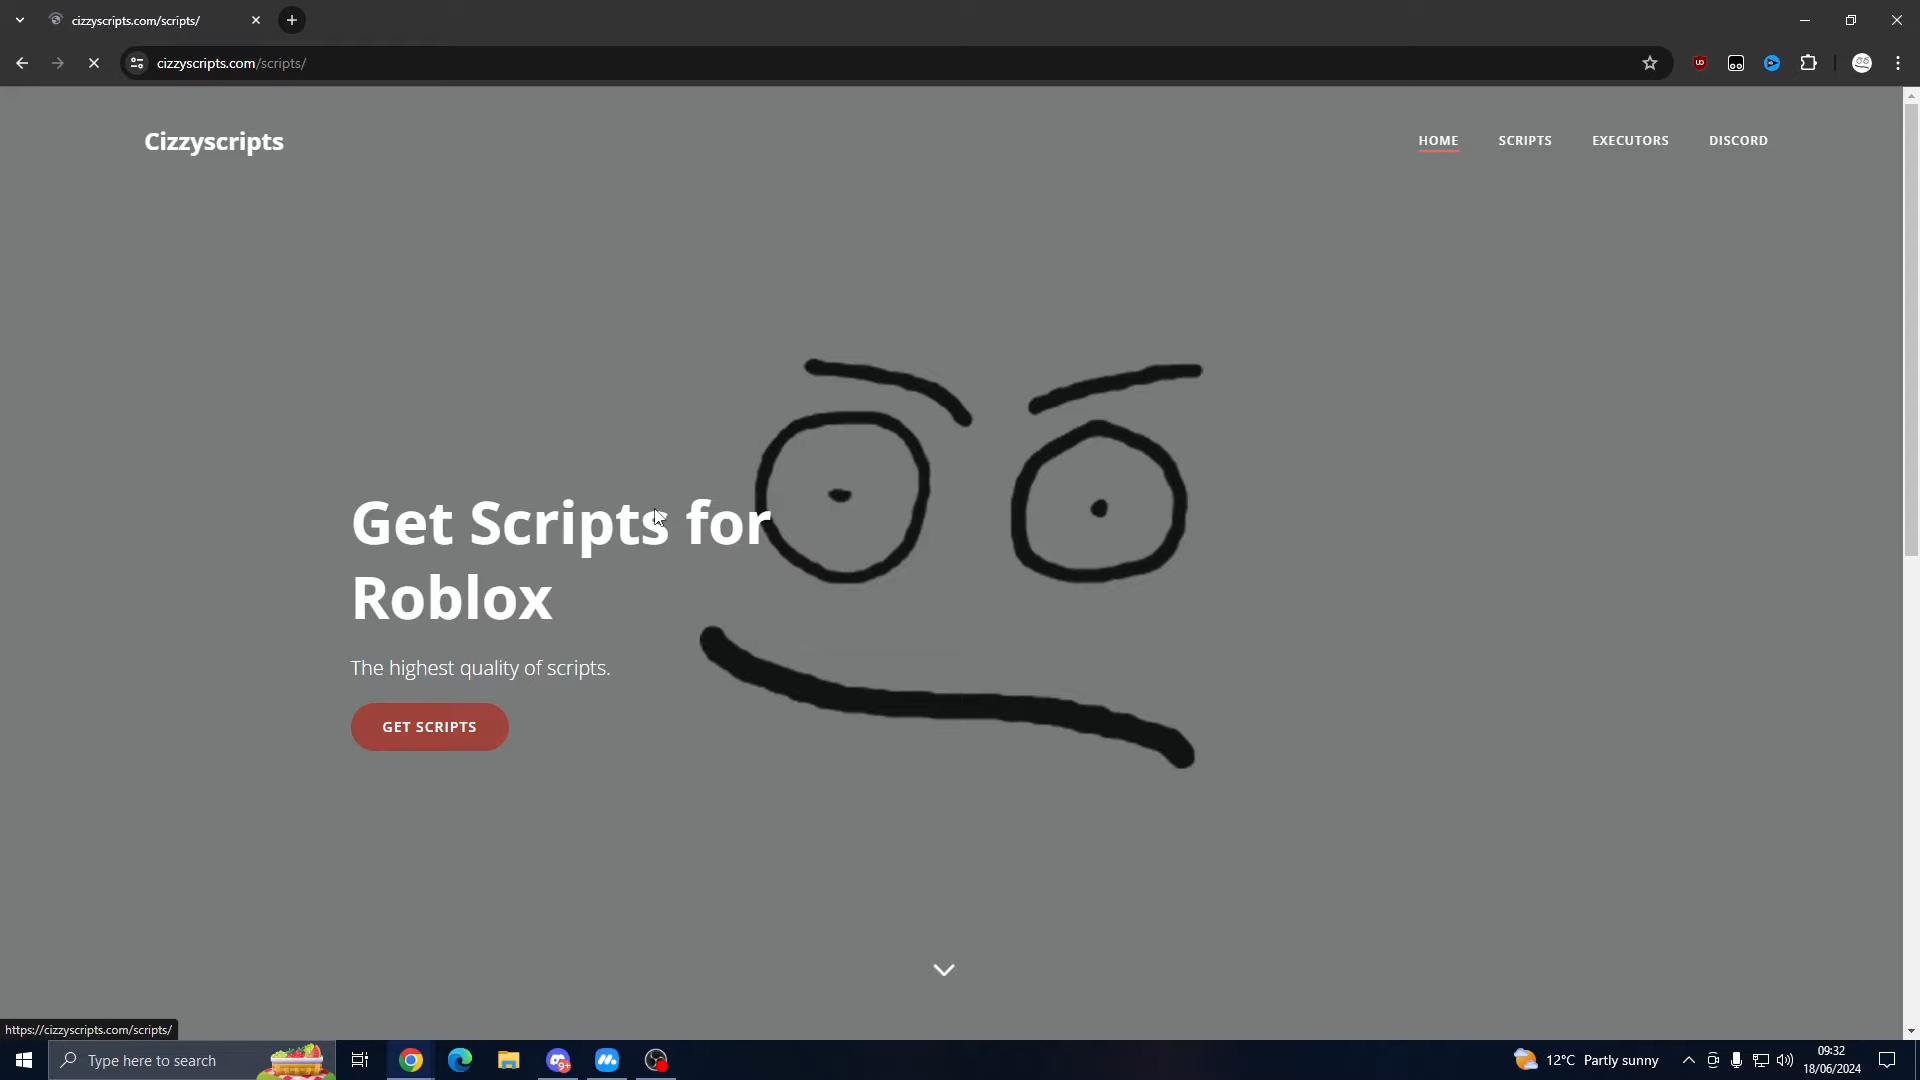 cizzyscripts.com/scripts/
cizzyscripts.com/scripts/
Cizzyscripts
HOME
SCRIPTS
EXECUTORS
DISCORD
Get Scripts for
Roblox
The highest quality of scripts.
GET SCRIPTS
https://cizzyscripts.com/scripts/
Type here to search
9+
12°C Partly sunny
09:32
18/06/2024